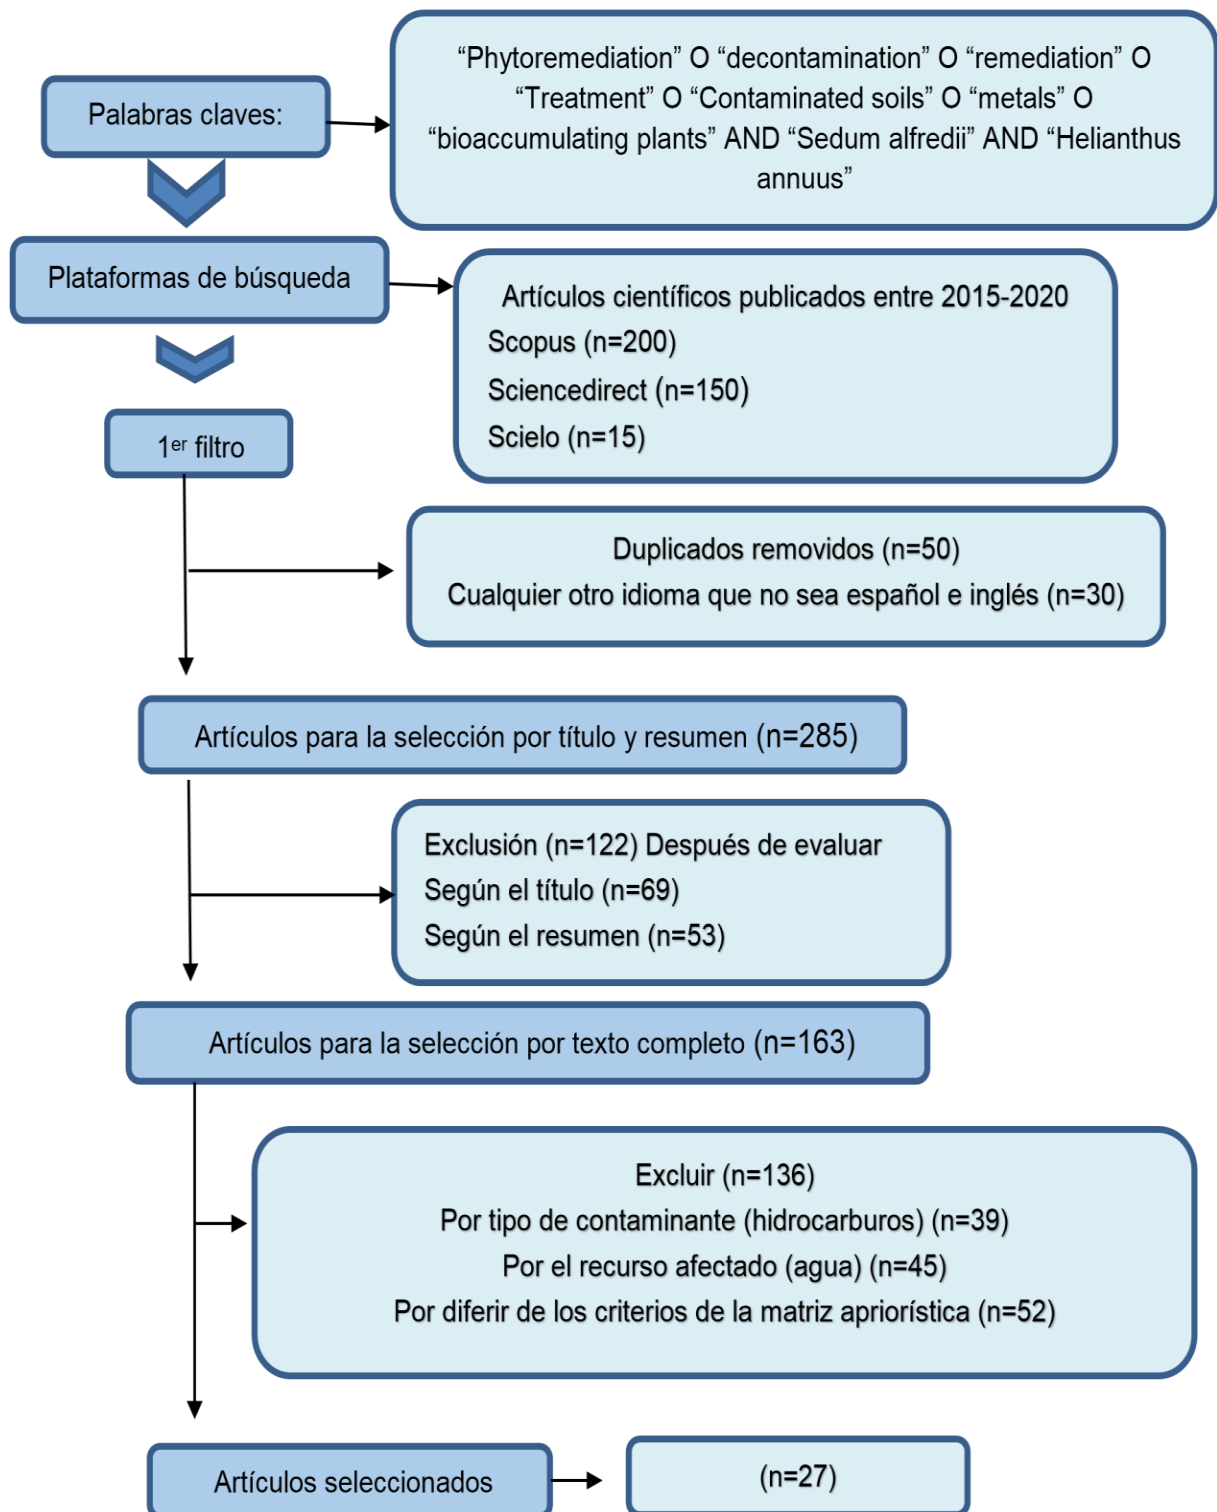 Palabras claves:
“Phytoremediation” O “decontamination” O “remediation” O
“Treatment” O “Contaminated soils” O “metals” O
“bioaccumulating plants” AND “Sedum alfredii” AND “Helianthus
annuus”
Plataformas de búsqueda
Artículos científicos publicados entre 2015-2020
Scopus (n=200)
Sciencedirect (n=150)
Scielo (n=15)
1er filtro
Duplicados removidos (n=50)
Cualquier otro idioma que no sea español e inglés (n=30)
Artículos para la selección por título y resumen (n=285)
Exclusión (n=122) Después de evaluar
Según el título (n=69)
Según el resumen (n=53)
Artículos para la selección por texto completo (n=163)
Excluir (n=136)
Por tipo de contaminante (hidrocarburos) (n=39)
Por el recurso afectado (agua) (n=45)
Por diferir de los criterios de la matriz apriorística (n=52)
Artículos seleccionados
(n=27)